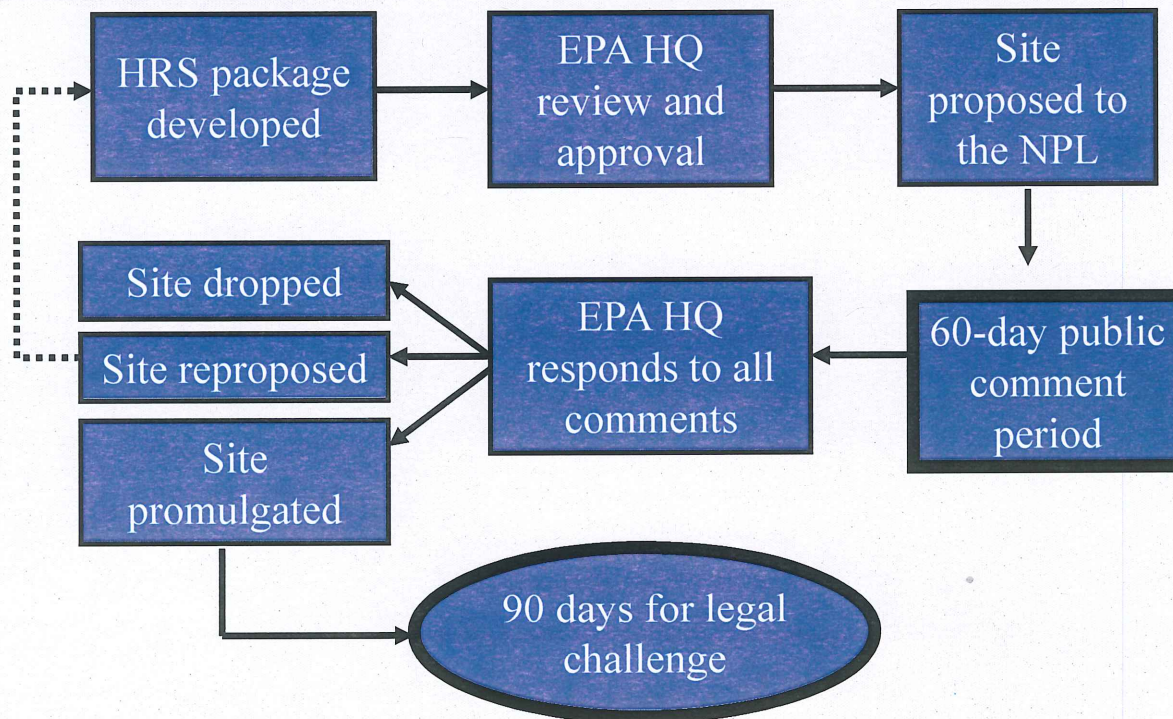 HRS package
developed
EPA HQ
review and
approval
Site
proposed to
the NPL
60-day public
comment
period
EPA HQ
responds to all
comments
Site dropped
Site reproposed
Site
promulgated
90 days for legal
challenge